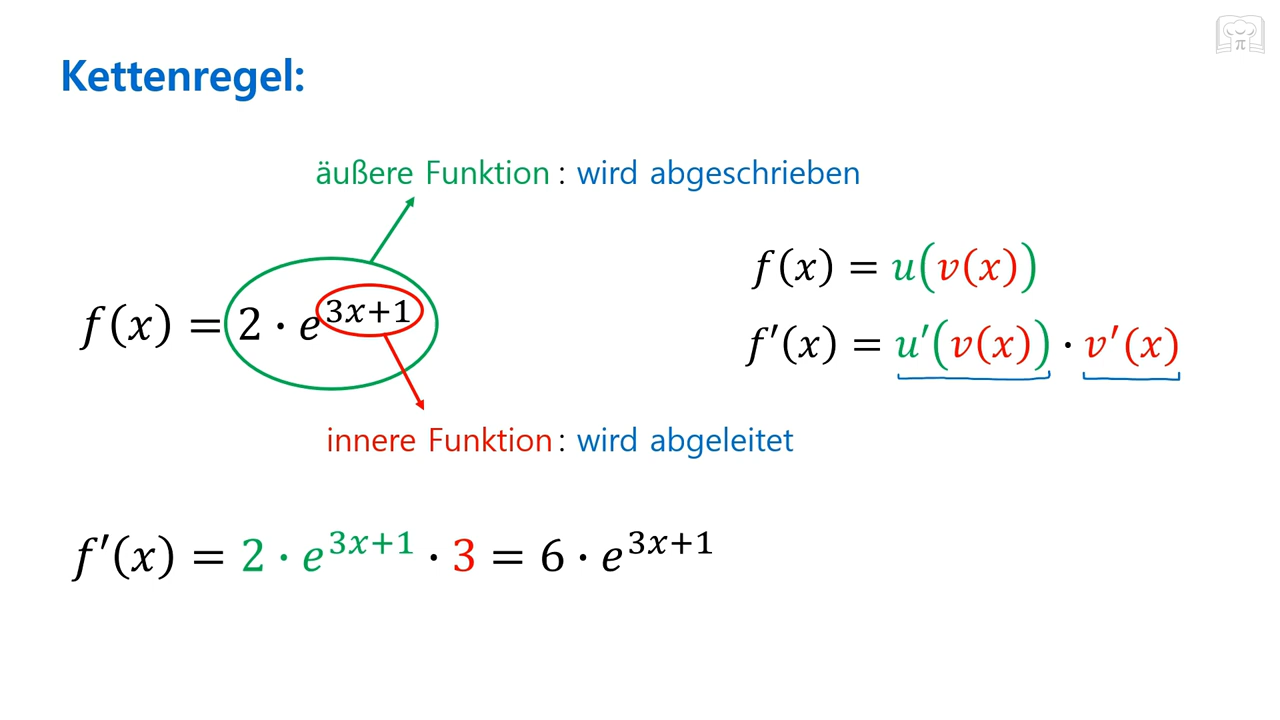 Kettenregel:
äußere Funktion : wird abgeschrieben
f(x) = 2 · e^{3x+1}
innere Funktion : wird abgeleitet
f(x) = u(v(x))
f′(x) = u′(v(x)) · v′(x)
f′(x) = 2 · e^{3x+1} · 3 = 6 · e^{3x+1}
π